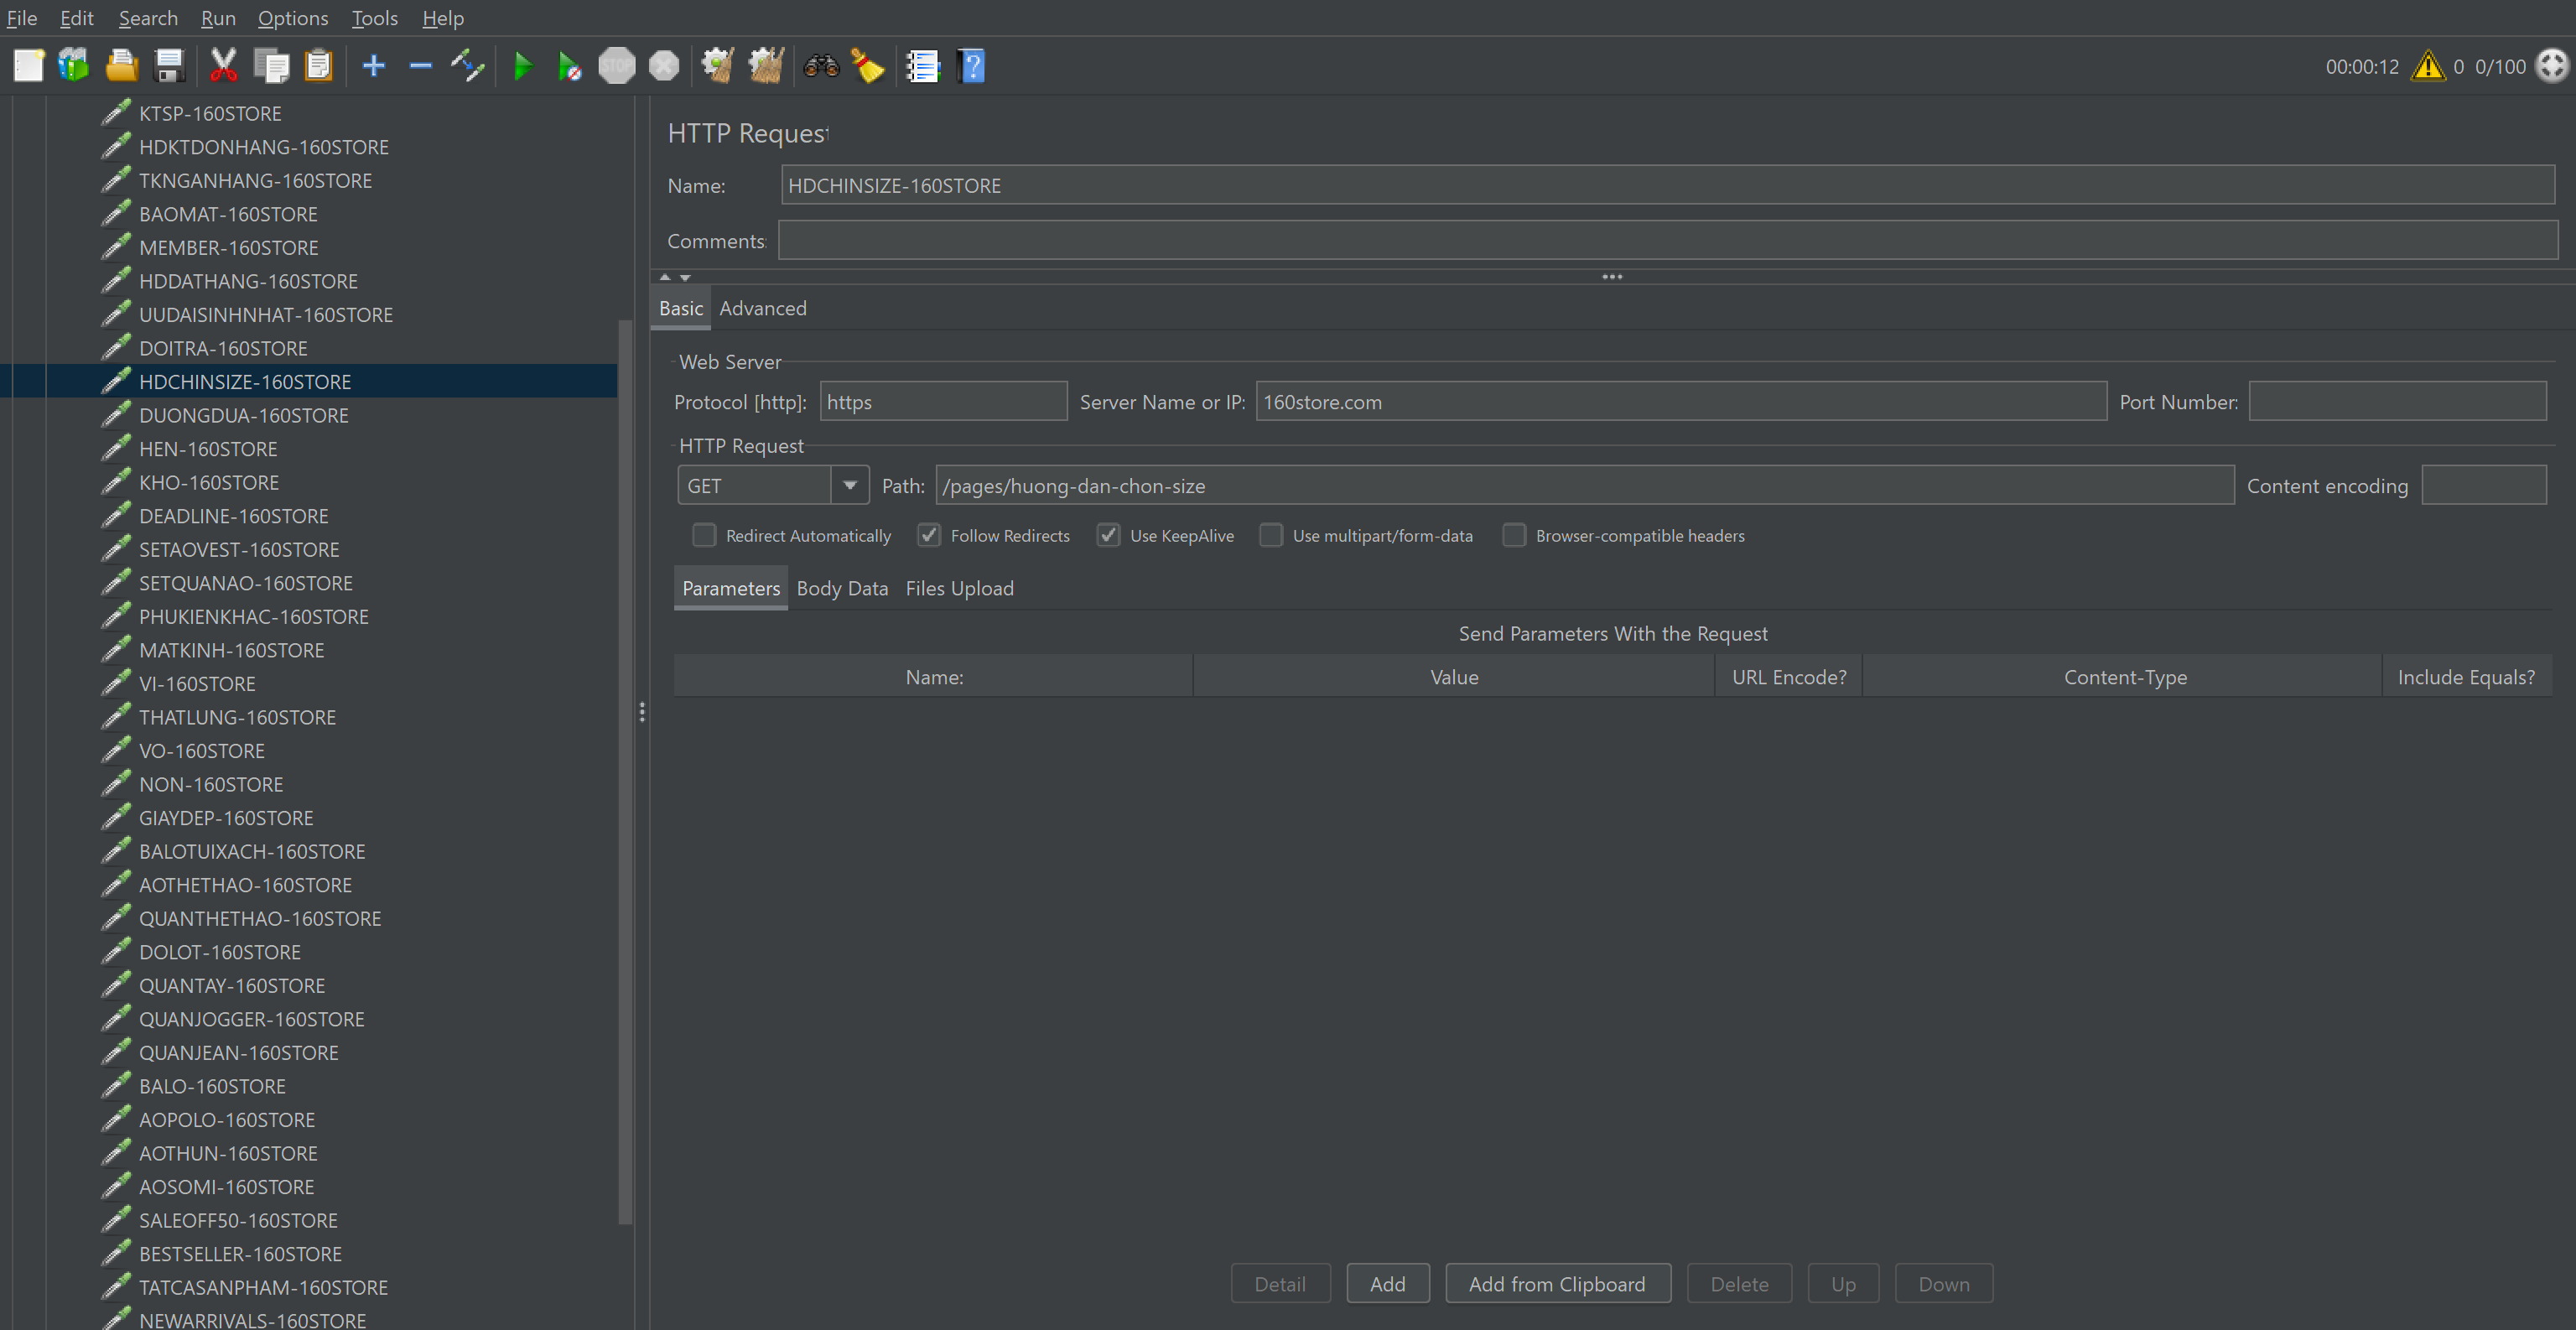 File Edit Search Run Options Tools Help
STOP
?
00:00:12 0 0/100
KTSP-160STORE
HDKTDONHANG-160STORE
TKNGANHANG-160STORE
BAOMAT-160STORE
MEMBER-160STORE
HDDATHANG-160STORE
UUDAISINHNHAT-160STORE
DOITRA-160STORE
HDCHINSIZE-160STORE
DUONGDUA-160STORE
HEN-160STORE
KHO-160STORE
DEADLINE-160STORE
SETAOVEST-160STORE
SETQUANAO-160STORE
PHUKIENKHAC-160STORE
MATKINH-160STORE
VI-160STORE
THATLUNG-160STORE
VO-160STORE
NON-160STORE
GIAYDEP-160STORE
BALOTUIXACH-160STORE
AOTHETHAO-160STORE
QUANTHETHAO-160STORE
DOLOT-160STORE
QUANTAY-160STORE
QUANJOGGER-160STORE
QUANJEAN-160STORE
BALO-160STORE
AOPOLO-160STORE
AOTHUN-160STORE
AOSOMI-160STORE
SALEOFF50-160STORE
BESTSELLER-160STORE
TATCASANPHAM-160STORE
NEWARRIVALS-160STORE
HTTP Request
Name: HDCHINSIZE-160STORE
Comments:
Basic Advanced
Web Server
Protocol [http]: https Server Name or IP: 160store.com Port Number:
HTTP Request
GET Path: /pages/huong-dan-chon-size Content encoding
Redirect Automatically Follow Redirects Use KeepAlive Use multipart/form-data Browser-compatible headers
Parameters Body Data Files Upload
Send Parameters With the Request
Name: Value URL Encode? Content-Type Include Equals?
Detail Add Add from Clipboard Delete Up Down